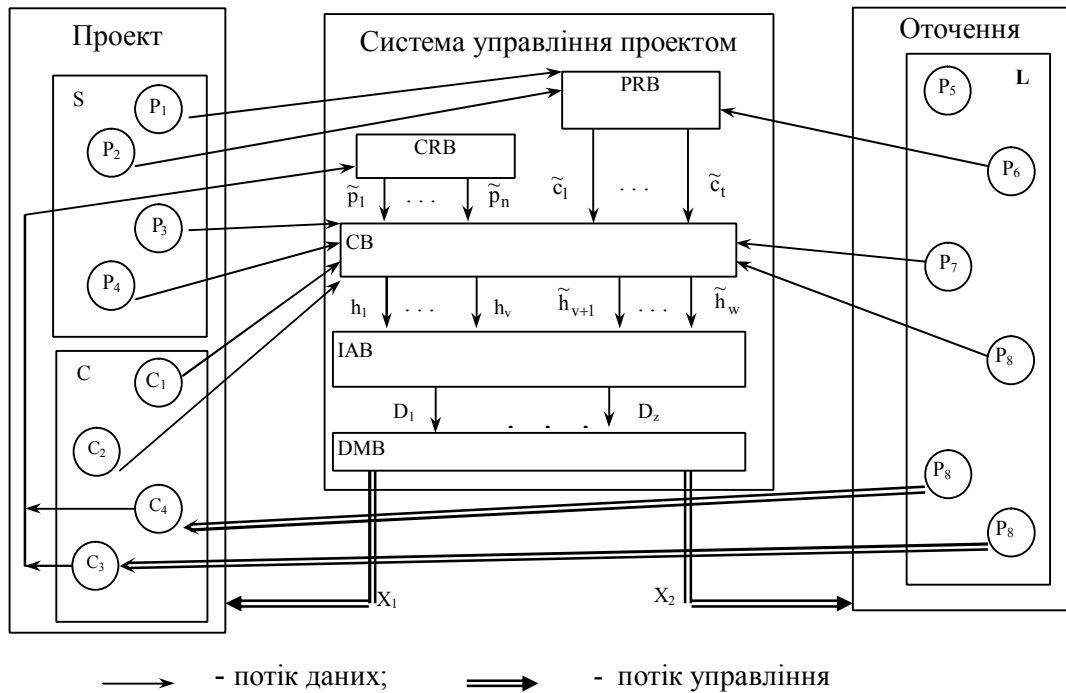 Проект
Система управління проектом
Оточення
S
P1
P2
P3
P4
C
C1
C2
C4
C3
PRB
CRB
p̃1 . . . p̃n
c̃1 . . . c̃t
CB
h1 . . . hv
h̃v+1 . . . h̃w
IAB
D1 . . . Dz
DMB
X1
X2
L
P5
P6
P7
P8
P8
P8
- потік даних;
- потік управління